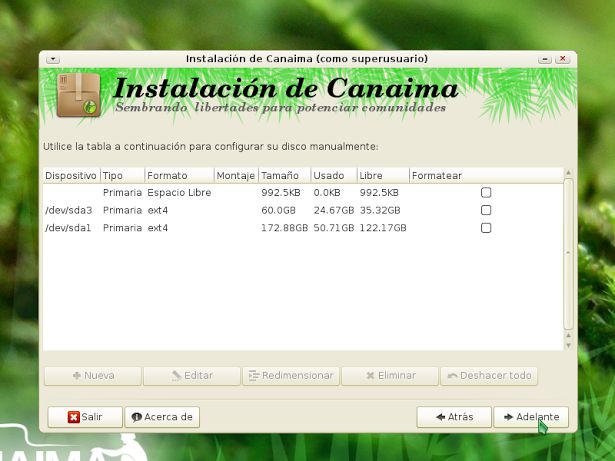 Instalación de Canaima (como superusuario)
Instalación de Canaima
Sembrando libertades para potenciar comunidades
Utilice la tabla a continuación para configurar su disco manualmente:
Dispositivo Tipo Formato Montaje Tamaño Usado Libre Formatear
Primaria Espacio Libre 992.5KB 0.0KB 992.5KB
/dev/sda3 Primaria ext4 60.0GB 24.67GB 35.32GB
/dev/sda1 Primaria ext4 172.88GB 50.71GB 122.17GB
Nueva Editar Redimensionar Eliminar Deshacer todo
Salir Acerca de Atrás Adelante
NAIMA